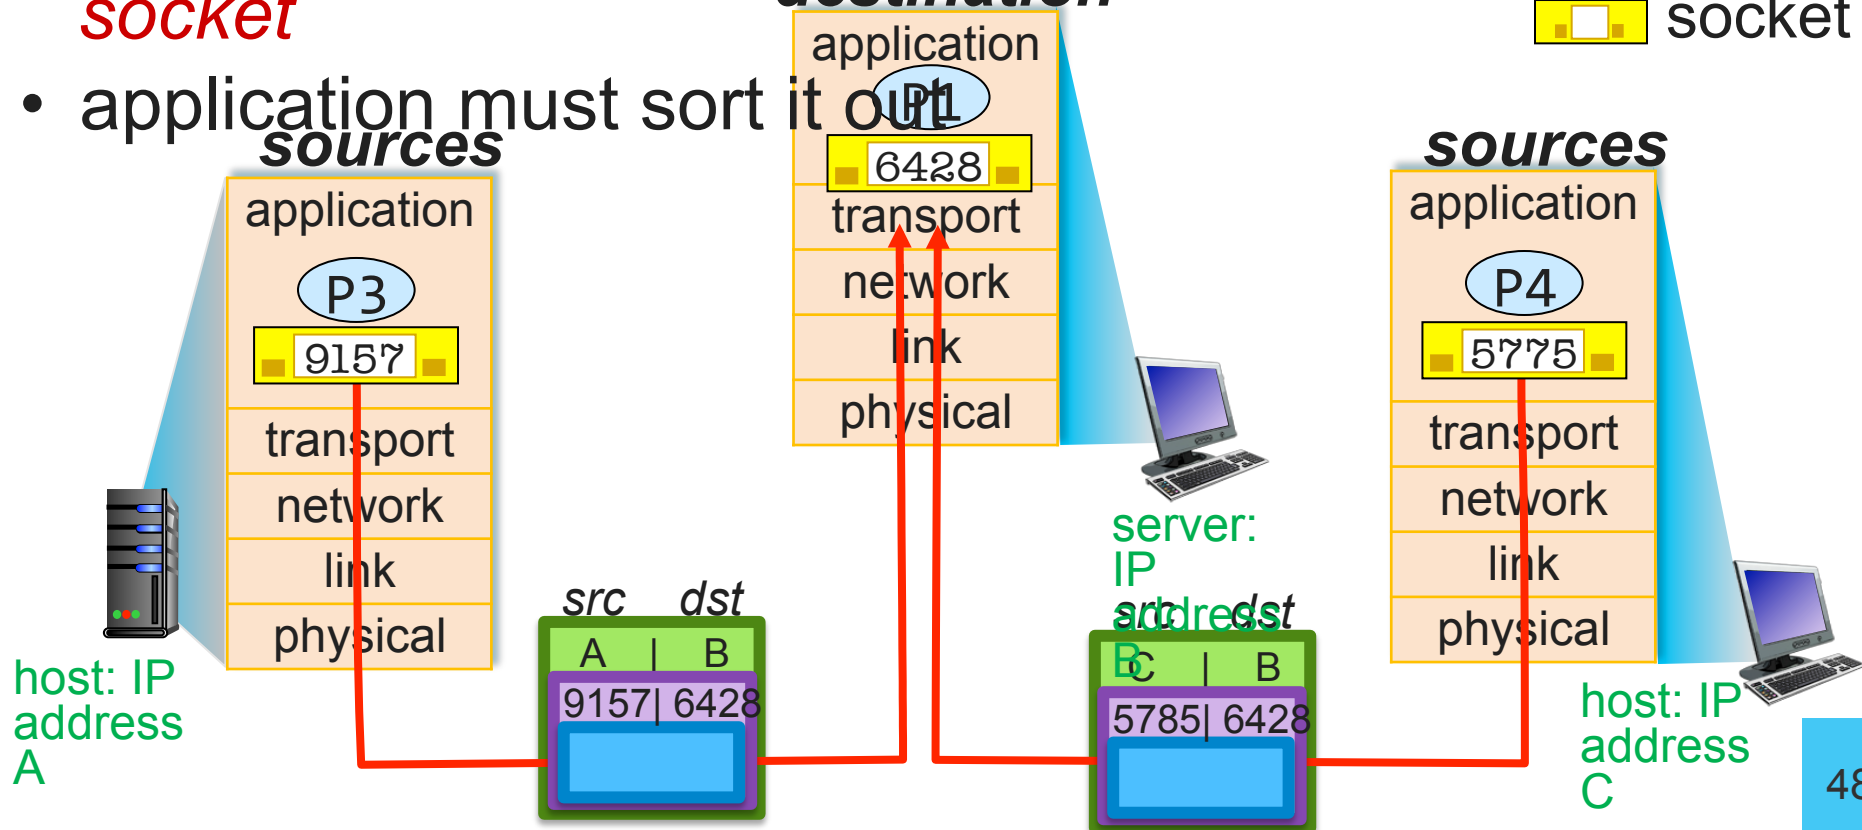 socket
destination
socket
• application must sort it out
sources
application
P3
9157
transport
network
link
physical
host: IP
address
A
application
P1
6428
transport
network
link
physical
server:
IP
address
B
sources
application
P4
5775
transport
network
link
physical
host: IP
address
C
src dst
A | B
9157| 6428
src dst
C | B
5785| 6428
48